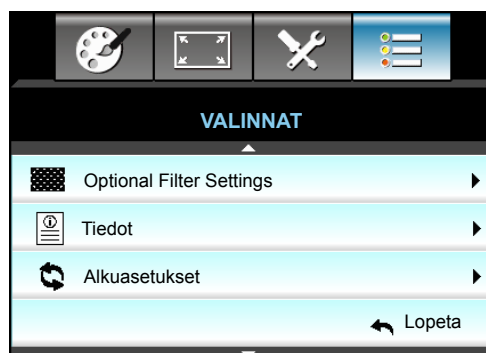 VALINNAT
Optional Filter Settings
Tiedot
Alkuasetukset
Lopeta